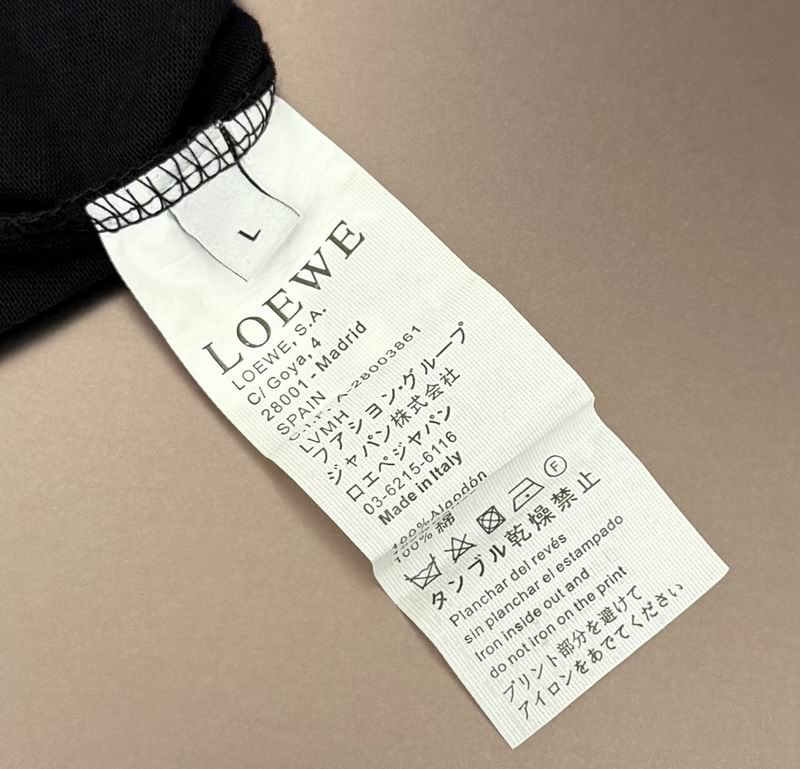 L
LOEWE
LOEWE, S.A.
C/ Goya, 4
28001 - Madrid
SPAIN
A-28003861
LVMH
ファション・グループ
ジャパン株式会社
ロエベジャパン
03-6215-6116
Made in Italy
100% Algodón
100% 綿
F
タンブル乾燥禁止
Planchar del revés
sin planchar el estampado
Iron inside out and
do not iron on the print
プリント部分を避けて
アイロンをあでてください